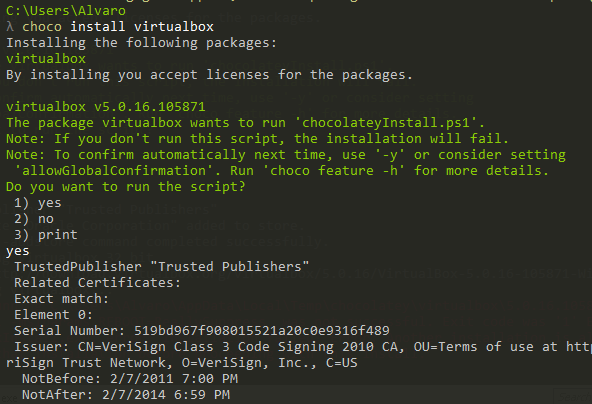 C:\Users\Alvaro
λ choco install virtualbox
Installing the following packages:
virtualbox
By installing you accept licenses for the packages.
virtualbox v5.0.16.105871
The package virtualbox wants to run 'chocolateyInstall.ps1'.
Note: If you don't run this script, the installation will fail.
Note: To confirm automatically next time, use '-y' or consider setting
'allowGlobalConfirmation'. Run 'choco feature -h' for more details.
Do you want to run the script?
1) yes
2) no
3) print
yes
TrustedPublisher "Trusted Publishers"
Related Certificates:
Exact match:
Element 0:
Serial Number: 519bd967f908015521a20c0e9316f489
Issuer: CN=VeriSign Class 3 Code Signing 2010 CA, OU=Terms of use at http
riSign Trust Network, O=VeriSign, Inc., C=US
NotBefore: 2/7/2011 7:00 PM
NotAfter: 2/7/2014 6:59 PM